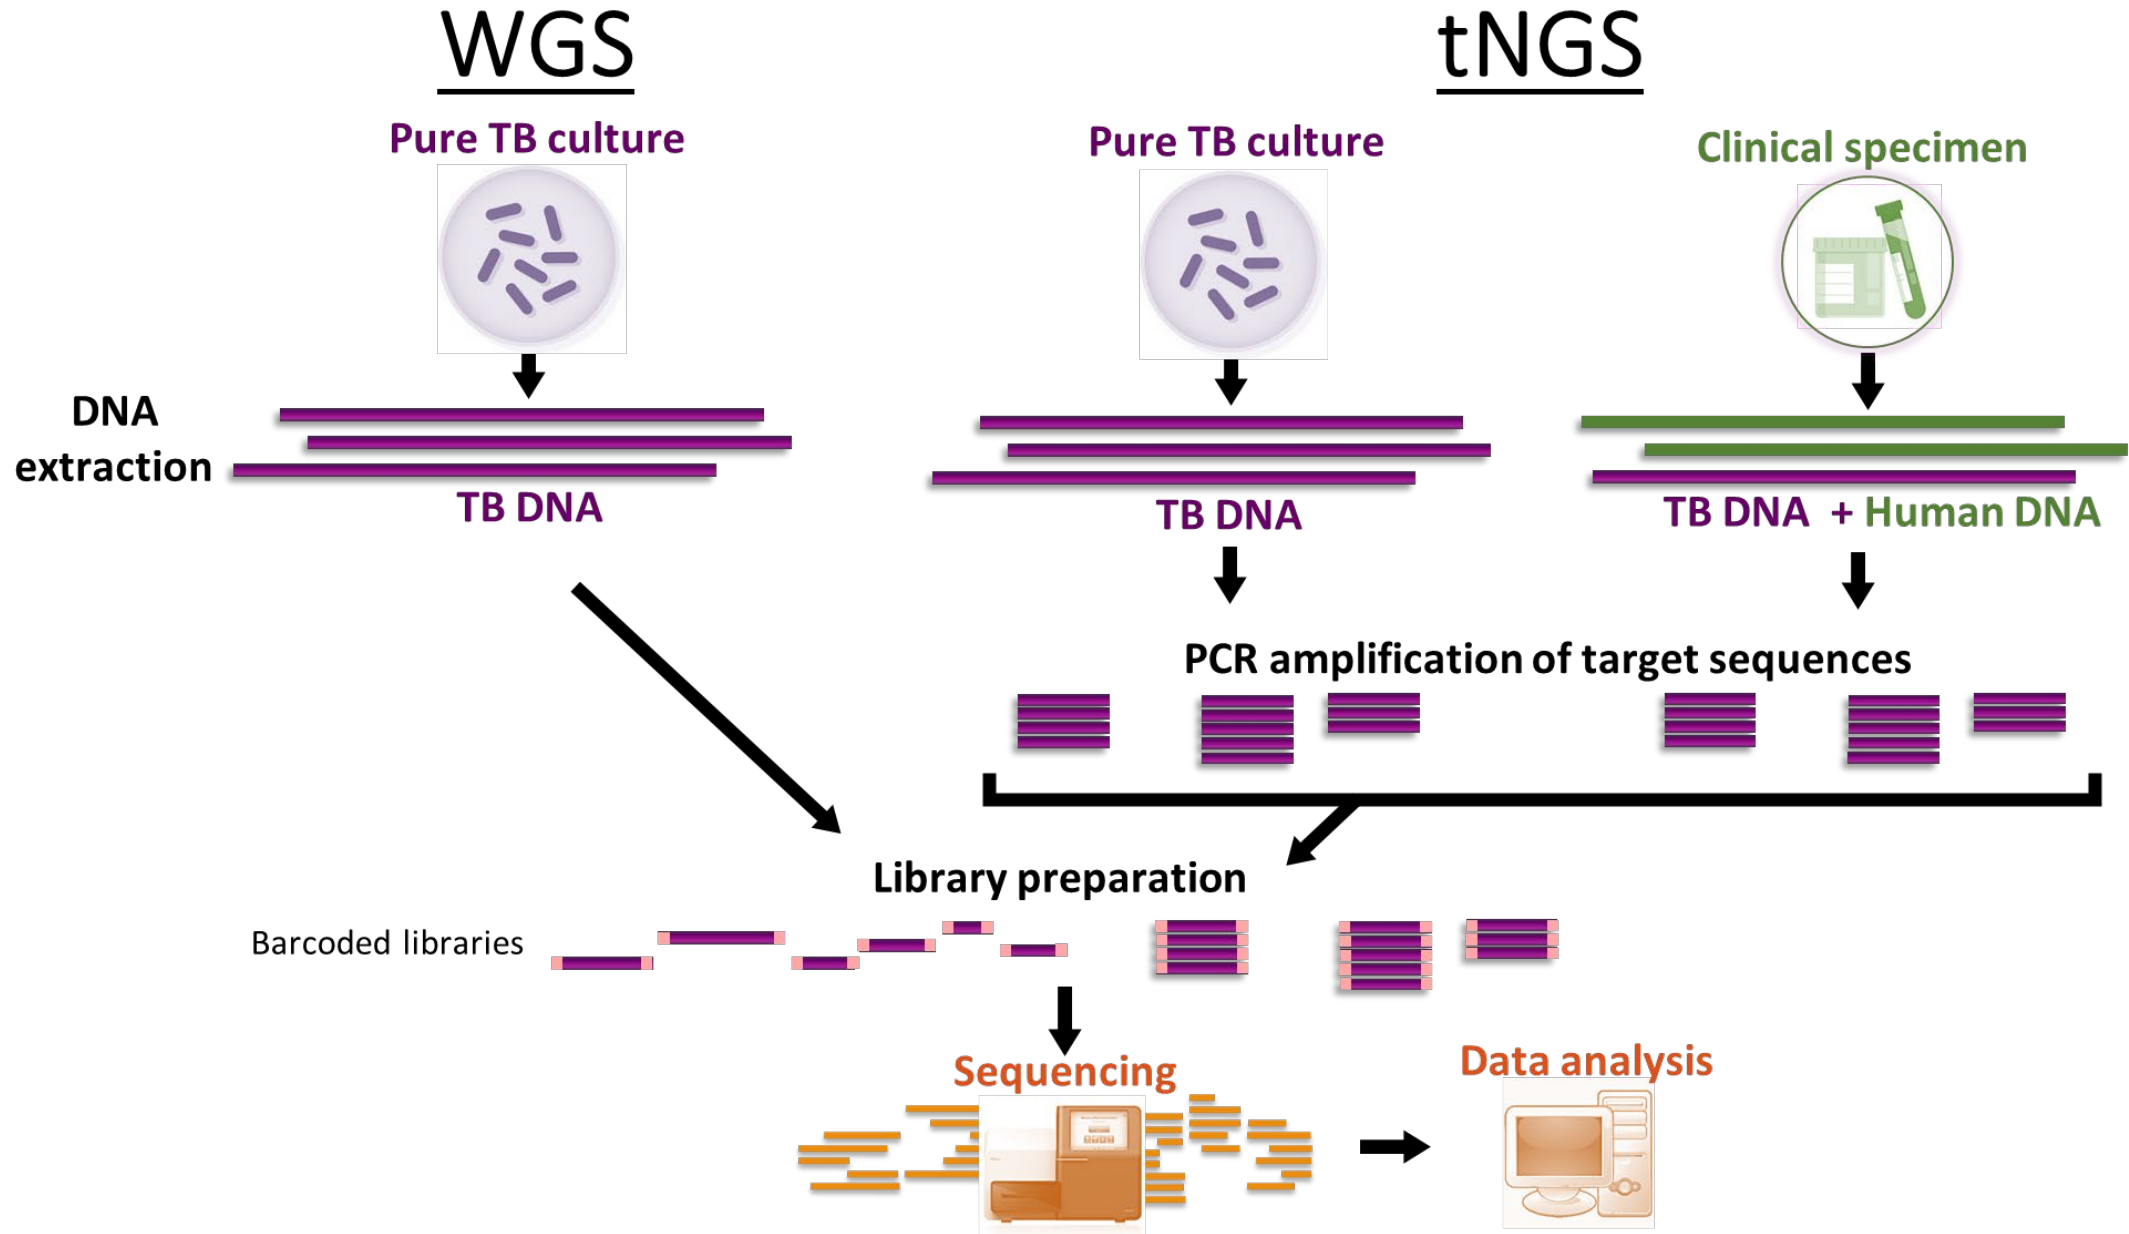 WGS
tNGS
Pure TB culture
Pure TB culture
Clinical specimen
DNA
extraction
TB DNA
TB DNA
TB DNA + Human DNA
PCR amplification of target sequences
Library preparation
Barcoded libraries
Sequencing
Data analysis